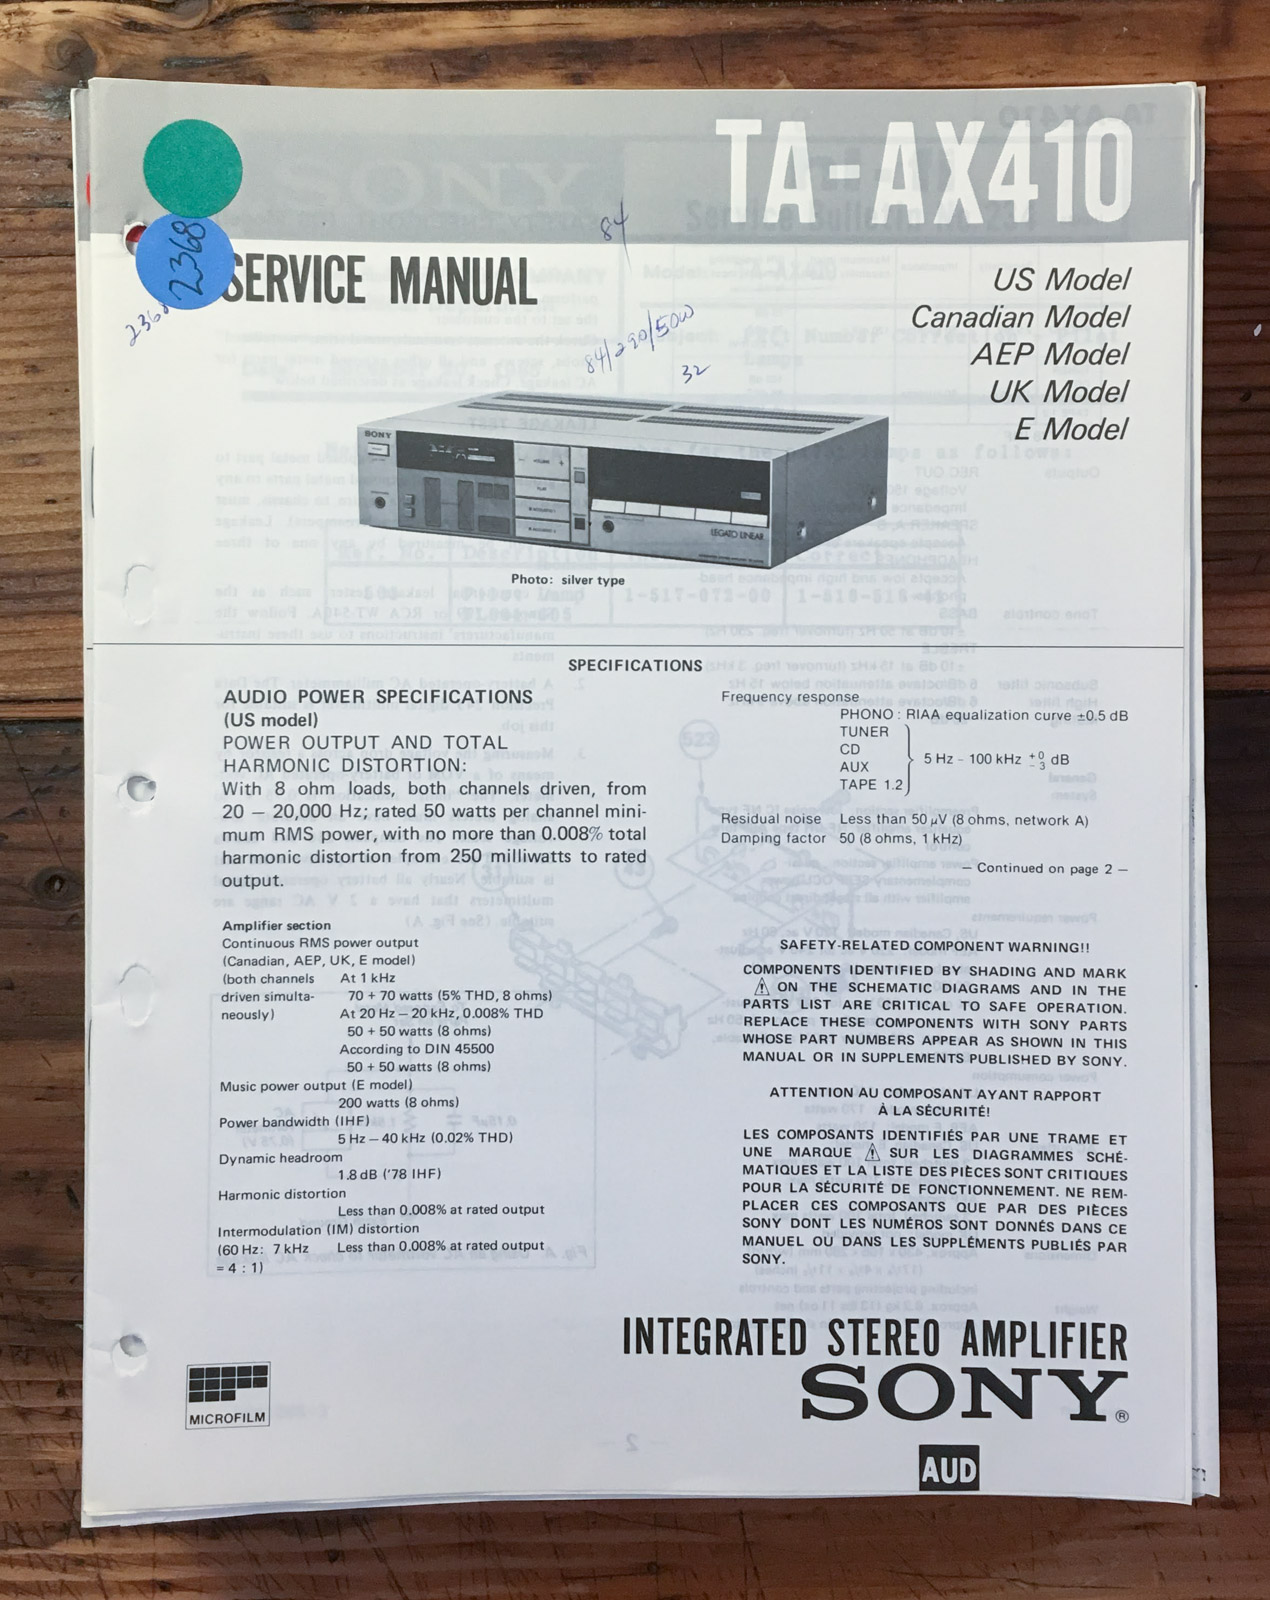 TA-AX410
84
2368
SERVICE MANUAL
2368
84/290/50W
32
US Model
Canadian Model
AEP Model
UK Model
E Model
SONY
LEGATO LINEAR
Photo: silver type
SPECIFICATIONS
AUDIO POWER SPECIFICATIONS
(US model)
POWER OUTPUT AND TOTAL
HARMONIC DISTORTION:
With 8 ohm loads, both channels driven, from
20 – 20,000 Hz; rated 50 watts per channel mini-
mum RMS power, with no more than 0.008% total
harmonic distortion from 250 milliwatts to rated
output.
Amplifier section
Continuous RMS power output
(Canadian, AEP, UK, E model)
(both channels At 1 kHz
driven simulta- 70 + 70 watts (5% THD, 8 ohms)
neously) At 20 Hz – 20 kHz, 0.008% THD
50 + 50 watts (8 ohms)
According to DIN 45500
50 + 50 watts (8 ohms)
Music power output (E model)
200 watts (8 ohms)
Power bandwidth (IHF)
5 Hz – 40 kHz (0.02% THD)
Dynamic headroom
1.8 dB ('78 IHF)
Harmonic distortion
Less than 0.008% at rated output
Intermodulation (IM) distortion
(60 Hz: 7 kHz Less than 0.008% at rated output
= 4 : 1)
Frequency response
PHONO : RIAA equalization curve ±0.5 dB
TUNER
CD
AUX
TAPE 1.2
5 Hz – 100 kHz +0 -3 dB
Residual noise Less than 50 μV (8 ohms, network A)
Damping factor 50 (8 ohms, 1 kHz)
– Continued on page 2 –
SAFETY-RELATED COMPONENT WARNING!!
COMPONENTS IDENTIFIED BY SHADING AND MARK
⚠ ON THE SCHEMATIC DIAGRAMS AND IN THE
PARTS LIST ARE CRITICAL TO SAFE OPERATION.
REPLACE THESE COMPONENTS WITH SONY PARTS
WHOSE PART NUMBERS APPEAR AS SHOWN IN THIS
MANUAL OR IN SUPPLEMENTS PUBLISHED BY SONY.
ATTENTION AU COMPOSANT AYANT RAPPORT
À LA SÉCURITÉ!
LES COMPOSANTS IDENTIFIÉS PAR UNE TRAME ET
UNE MARQUE ⚠ SUR LES DIAGRAMMES SCHÉ-
MATIQUES ET LA LISTE DES PIÈCES SONT CRITIQUES
POUR LA SÉCURITÉ DE FONCTIONNEMENT. NE REM-
PLACER CES COMPOSANTS QUE PAR DES PIÈCES
SONY DONT LES NUMÉROS SONT DONNÉS DANS CE
MANUEL OU DANS LES SUPPLÉMENTS PUBLIÉS PAR
SONY.
INTEGRATED STEREO AMPLIFIER
SONY®
MICROFILM
AUD